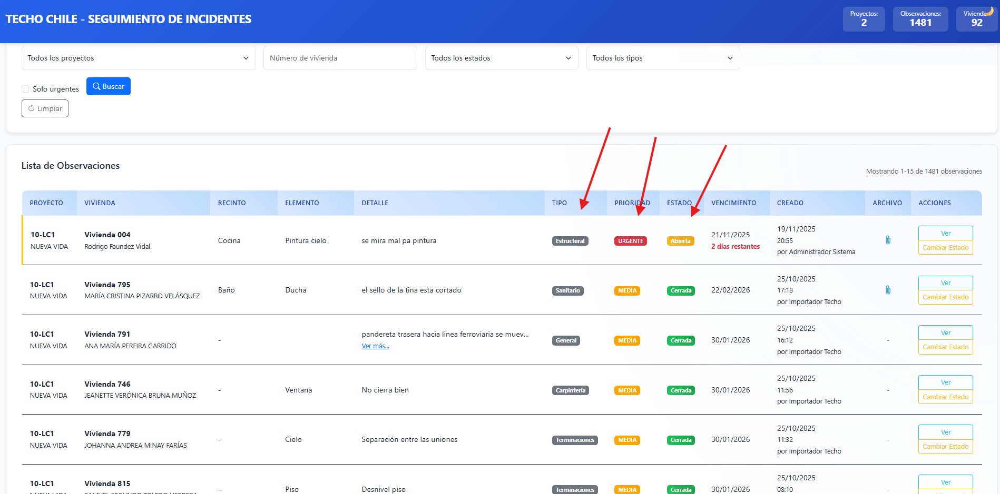 TECHO CHILE - SEGUIMIENTO DE INCIDENTES
Proyectos:
2
Observaciones:
1481
92
Todos los proyectos
Número de vivienda
Todos los estados
Todos los tipos
Solo urgentes
Buscar
Limpiar
Lista de Observaciones
Mostrando 1-15 de 1481 observaciones
PROYECTO VIVIENDA RECINTO ELEMENTO DETALLE TIPO PRIORIDAD ESTADO VENCIMIENTO CREADO ARCHIVO ACCIONES
10-LC1
NUEVA VIDA
Vivienda 004
Rodrigo Faundez Vidal
Cocina
Pintura cielo
se mira mal pa pintura
Estructural
URGENTE
Abierta
21/11/2025
2 días restantes
19/11/2025
20:55
por Administrador Sistema
Ver
Cambiar Estado
10-LC1
NUEVA VIDA
Vivienda 795
MARÍA CRISTINA PIZARRO VELÁSQUEZ
Baño
Ducha
el sello de la tina esta cortado
Sanitario
MEDIA
Cerrada
22/02/2026
25/10/2025
17:18
por Importador Techo
Ver
Cambiar Estado
10-LC1
NUEVA VIDA
Vivienda 791
ANA MARÍA PEREIRA GARRIDO
-
pandereta trasera hacia linea ferroviaria se muev...
Ver más...
General
MEDIA
Cerrada
30/01/2026
25/10/2025
16:12
por Importador Techo
-
Ver
Cambiar Estado
10-LC1
NUEVA VIDA
Vivienda 746
JEANETTE VERÓNICA BRUNA MUÑOZ
-
Ventana
No cierra bien
Carpintería
MEDIA
Cerrada
30/01/2026
25/10/2025
11:56
por Importador Techo
-
Ver
Cambiar Estado
10-LC1
NUEVA VIDA
Vivienda 779
JOHANNA ANDREA MINAY FARÍAS
-
Cielo
Separación entre las uniones
Terminaciones
MEDIA
Cerrada
30/01/2026
25/10/2025
11:32
por Importador Techo
-
Ver
Cambiar Estado
10-LC1
Vivienda 815
-
Piso
Desnivel piso
Terminaciones
MEDIA
Cerrada
30/01/2026
25/10/2025
08:10
-
Ver